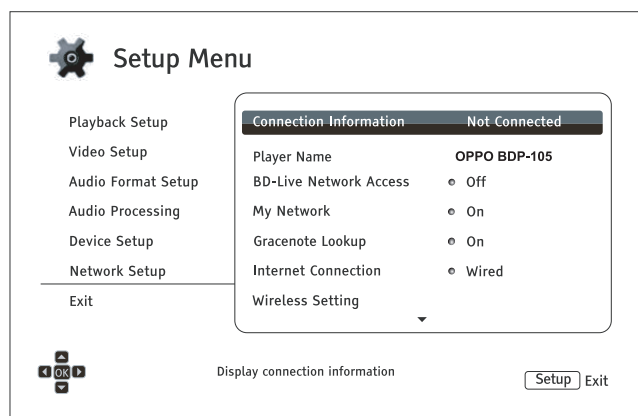 Setup Menu
Playback Setup
Video Setup
Audio Format Setup
Audio Processing
Device Setup
Network Setup
Exit
Connection Information Not Connected
Player Name OPPO BDP-105
BD-Live Network Access Off
My Network On
Gracenote Lookup On
Internet Connection Wired
Wireless Setting
OK
Display connection information
Setup Exit